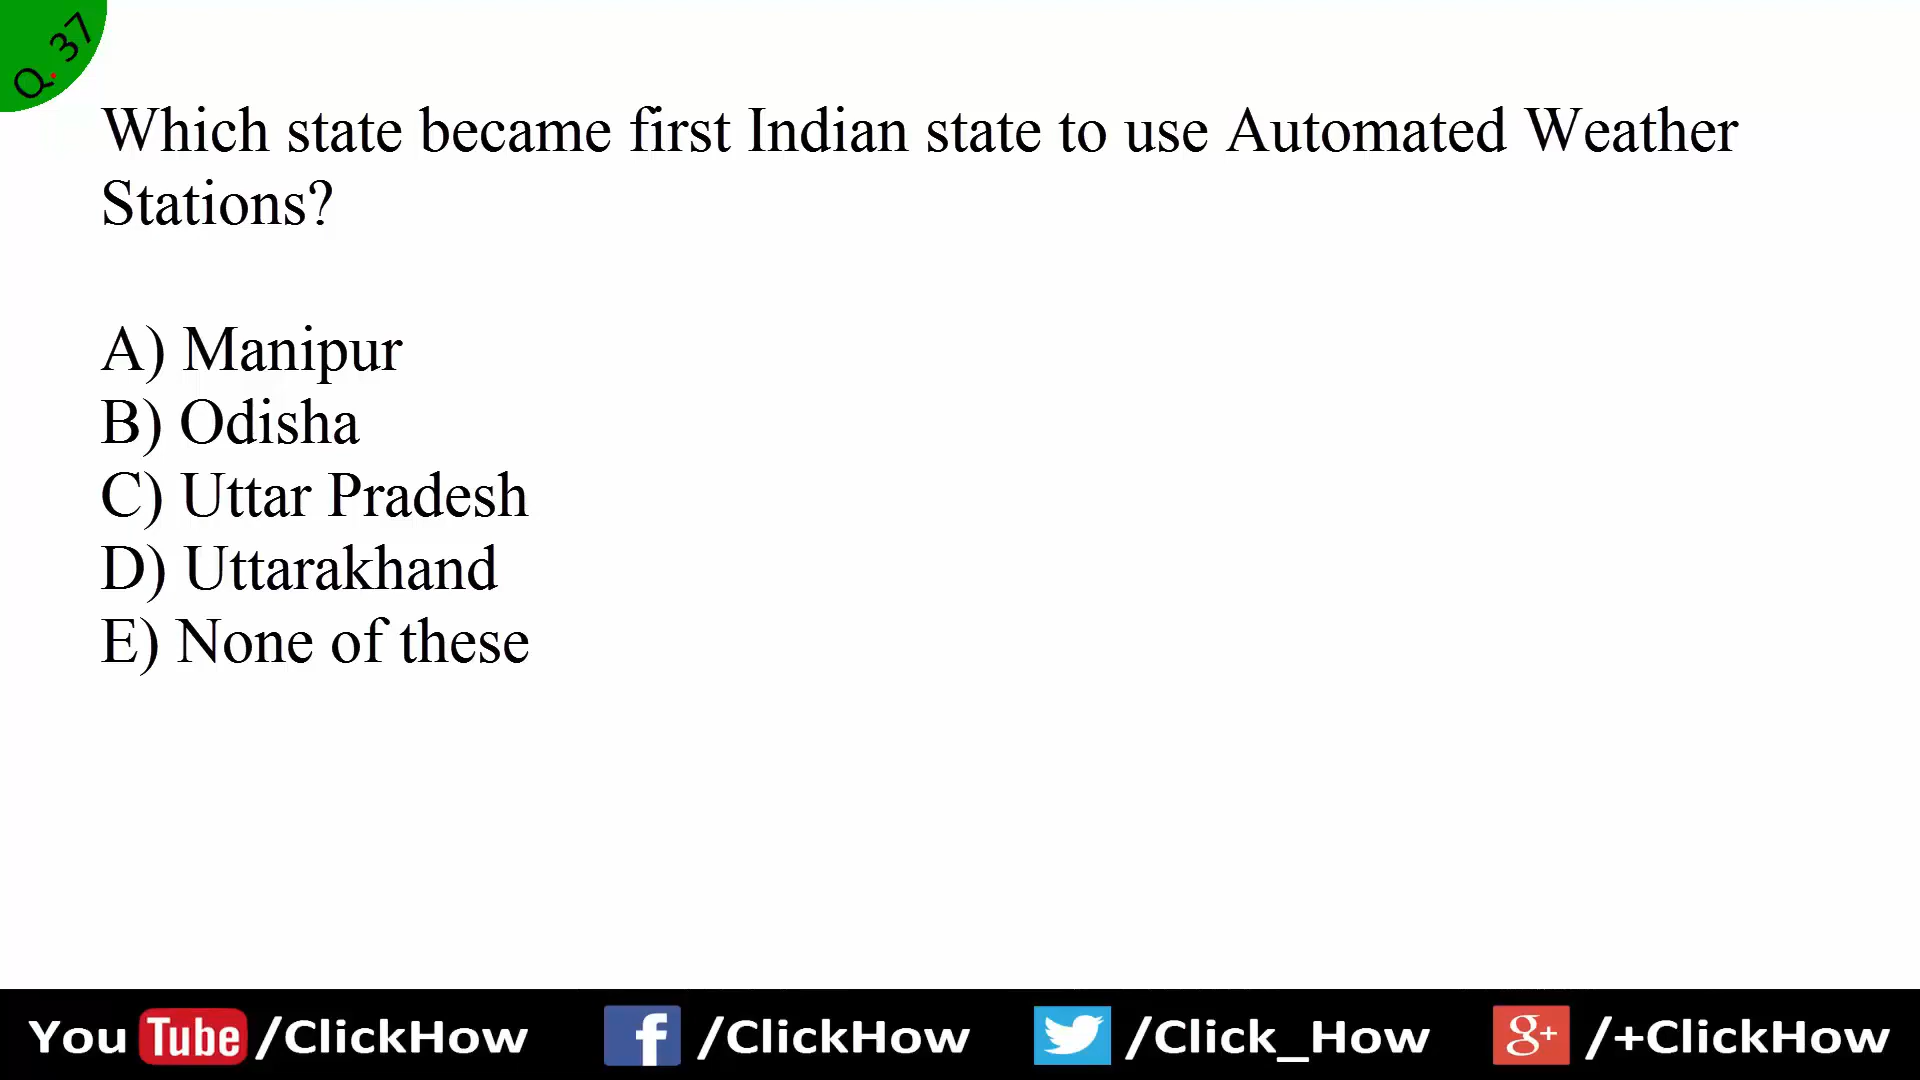 Q. 37
Which state became first Indian state to use Automated Weather
Stations?
A) Manipur
B) Odisha
C) Uttar Pradesh
D) Uttarakhand
E) None of these
You Tube /ClickHow f /ClickHow /Click_How g+ /+ClickHow